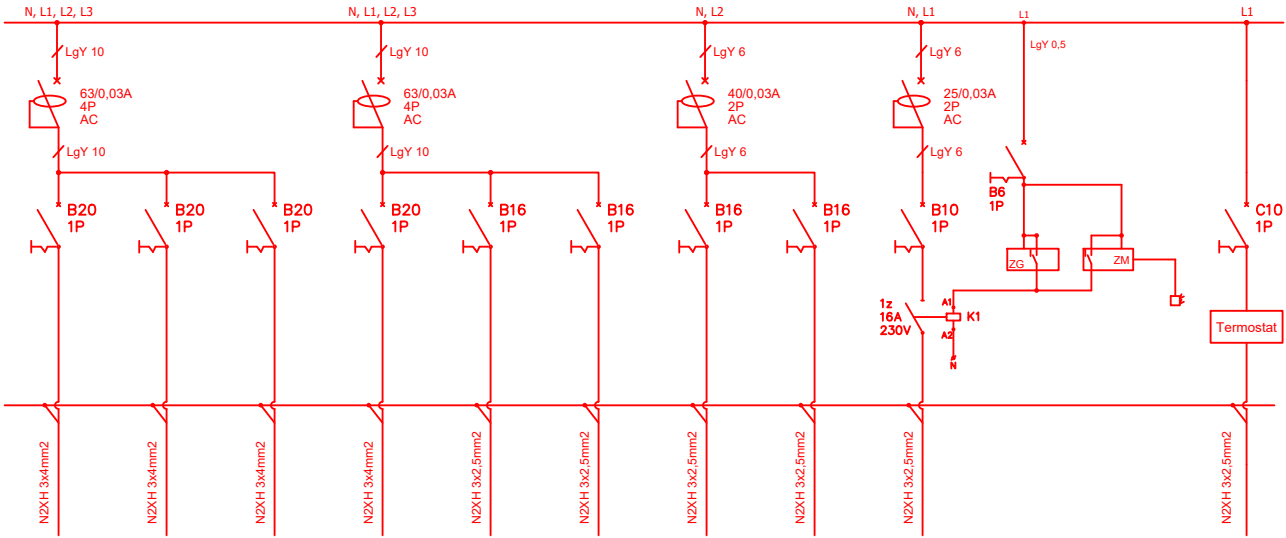 N, L1, L2, L3
N, L1, L2, L3
N, L2
N, L1
L1
L1
LgY 10
LgY 10
LgY 6
LgY 6
LgY 0,5
63/0,03A
4P
AC
63/0,03A
4P
AC
40/0,03A
2P
AC
25/0,03A
2P
AC
LgY 10
LgY 10
LgY 6
LgY 6
B6
1P
B20
1P
B20
1P
B20
1P
B20
1P
B16
1P
B16
1P
B16
1P
B16
1P
B10
1P
C10
1P
ZG
ZM
1z
16A
230V
A1
K1
A2
N
Termostat
N2XH 3x4mm2
N2XH 3x4mm2
N2XH 3x4mm2
N2XH 3x2,5mm2
N2XH 3x2,5mm2
N2XH 3x2,5mm2
N2XH 3x2,5mm2
N2XH 3x2,5mm2
N2XH 3x2,5mm2
N2XH 3x2,5mm2